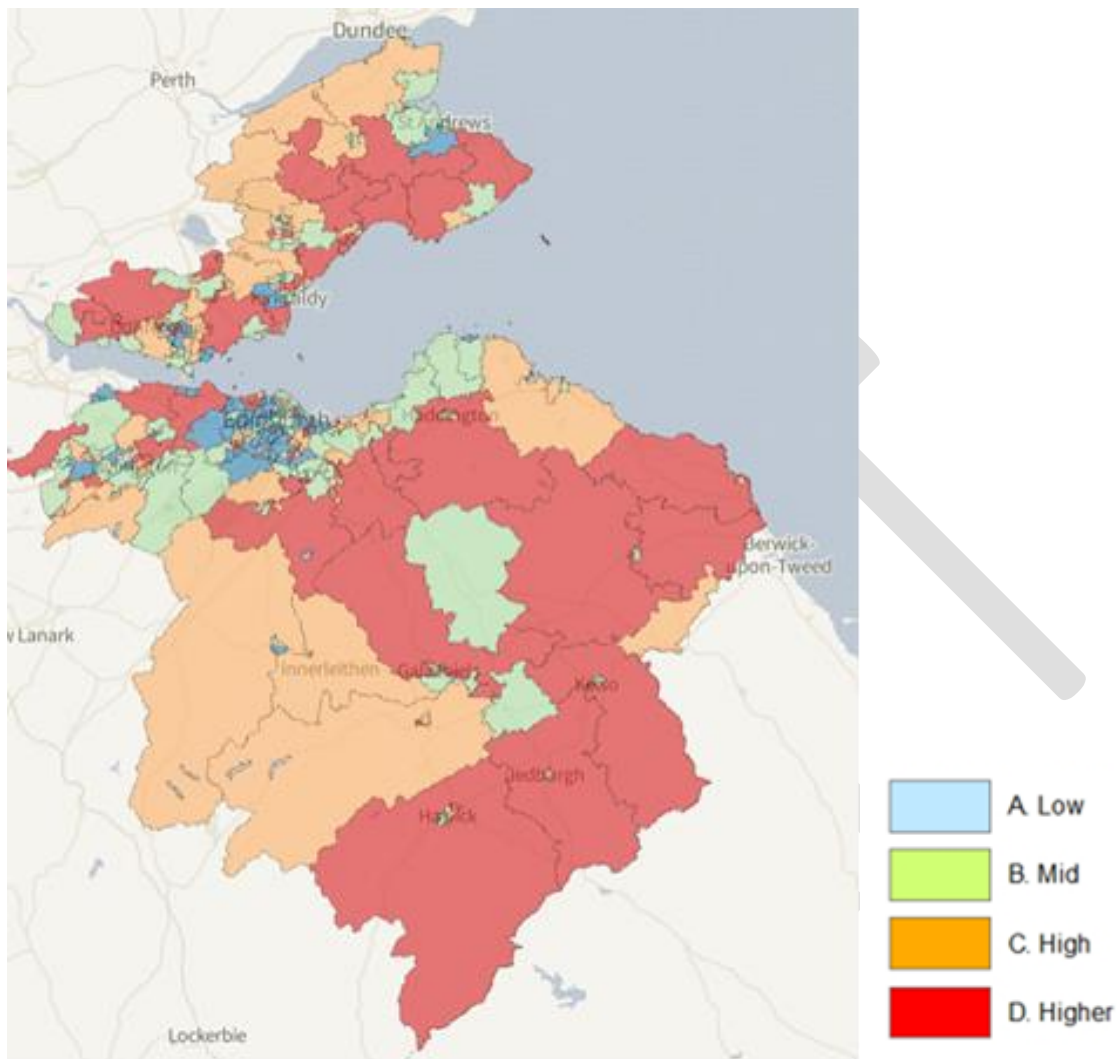 Dundee
Perth
St Andrews
Kirkcaldy
Edinburgh
Haddington
Berwick-
upon-Tweed
w Lanark
Innerleithen
Galashiels
Kelso
Jedburgh
Hawick
Lockerbie
A. Low
B. Mid
C. High
D. Higher